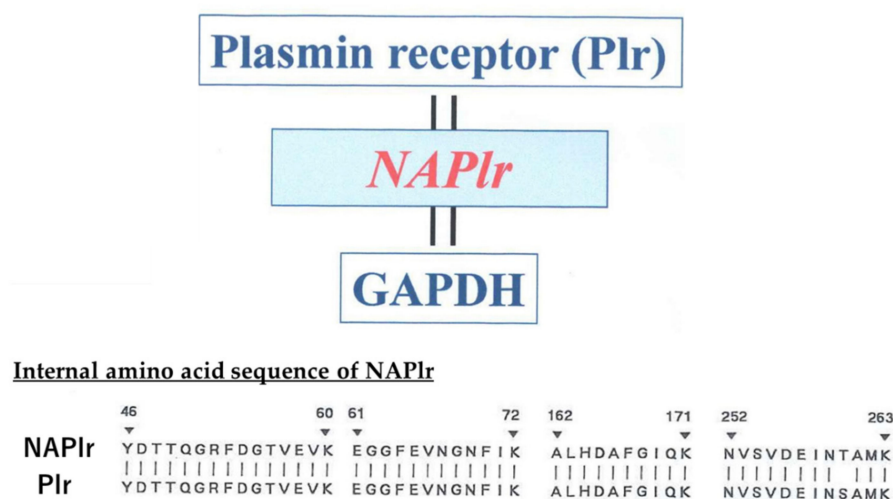 Plasmin receptor (Plr)
NAPlr
GAPDH
Internal amino acid sequence of NAPlr
46 60 61 72 162 171 252 263
NAPlr YDTTQGRFDGTVEVK EGGFEVNGNFIK ALHDAFGIQK NVSVDEINTAMK
Plr YDTTQGRFDGTVEVK EGGFEVNGNFIK ALHDAFGIQK NVSVDEINSAMK